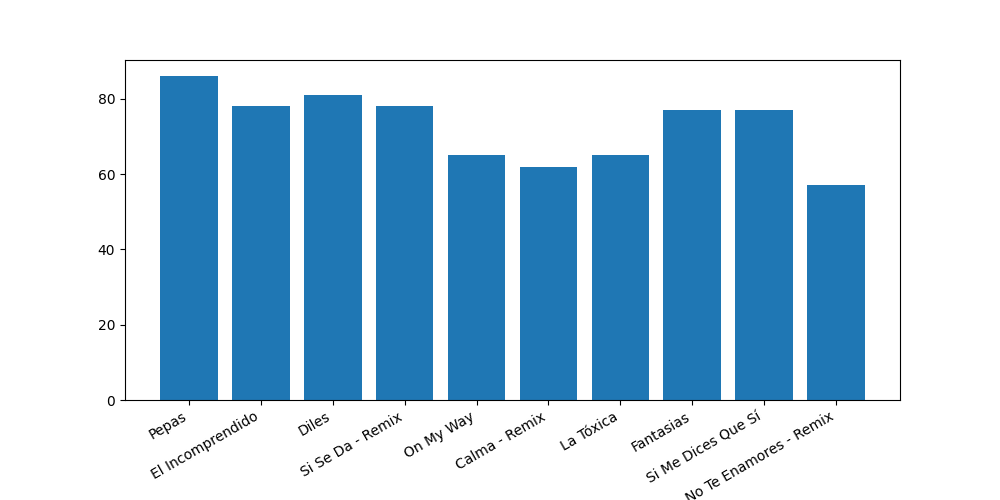 80
60
40
20
0
Pepas
El Incomprendido
Diles
Si Se Da - Remix
On My Way
Calma - Remix
La Tóxica
Fantasias
Si Me Dices Que Sí
No Te Enamores - Remix